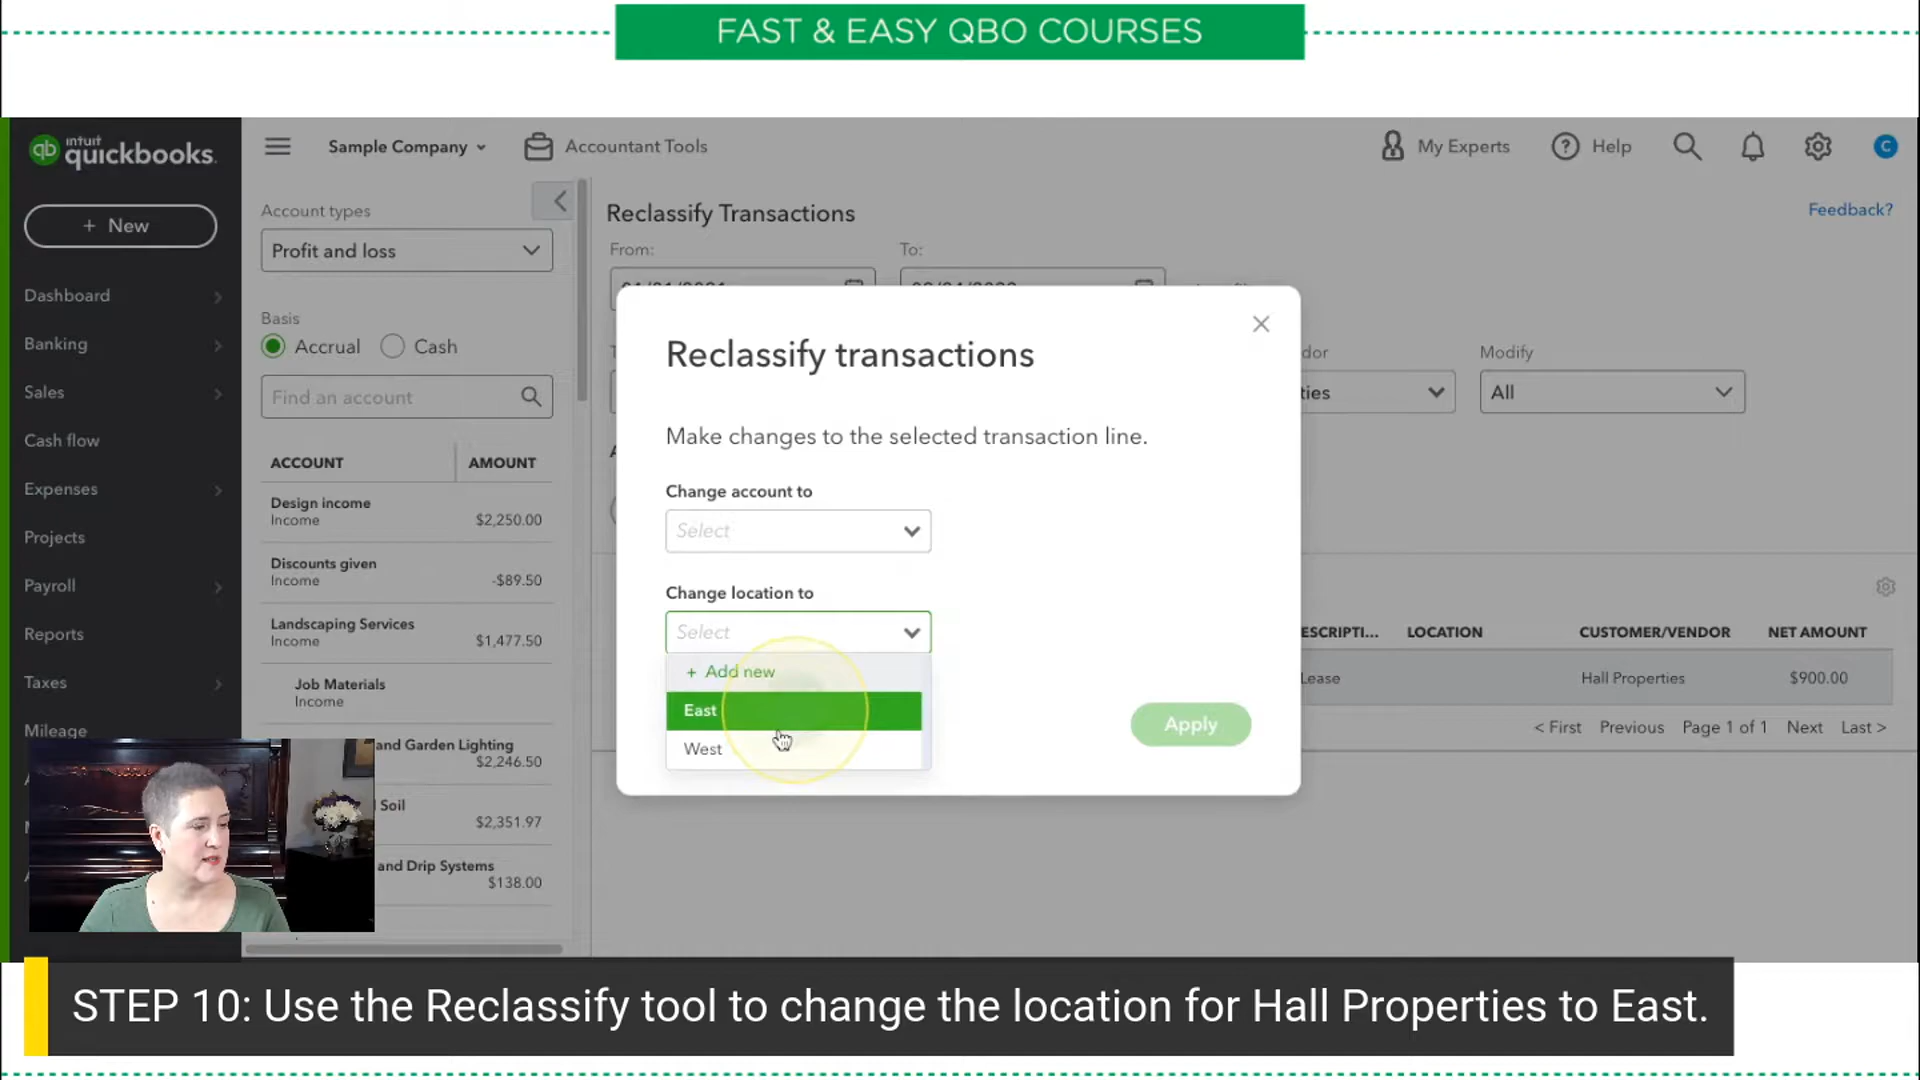 FAST & EASY QBO COURSES
intuit
quickbooks.
Sample Company
Accountant Tools
My Experts
Help
C
+ New
Dashboard
Banking
Sales
Cash flow
Expenses
Projects
Payroll
Reports
Taxes
Mileage
Account types
Profit and loss
Basis
Accrual
Cash
Find an account
ACCOUNT AMOUNT
Design income
Income
$2,250.00
Discounts given
Income
-$89.50
Landscaping Services
Income
$1,477.50
Job Materials
Income
and Garden Lighting
$2,246.50
Soil
$2,351.97
and Drip Systems
$138.00
Reclassify Transactions
Feedback?
From:
To:
dor
Modify
ties
All
Reclassify transactions
Make changes to the selected transaction line.
Change account to
Select
Change location to
Select
+ Add new
East
West
Apply
ESCRIPTI... LOCATION CUSTOMER/VENDOR NET AMOUNT
Lease Hall Properties $900.00
< First Previous Page 1 of 1 Next Last >
STEP 10: Use the Reclassify tool to change the location for Hall Properties to East.